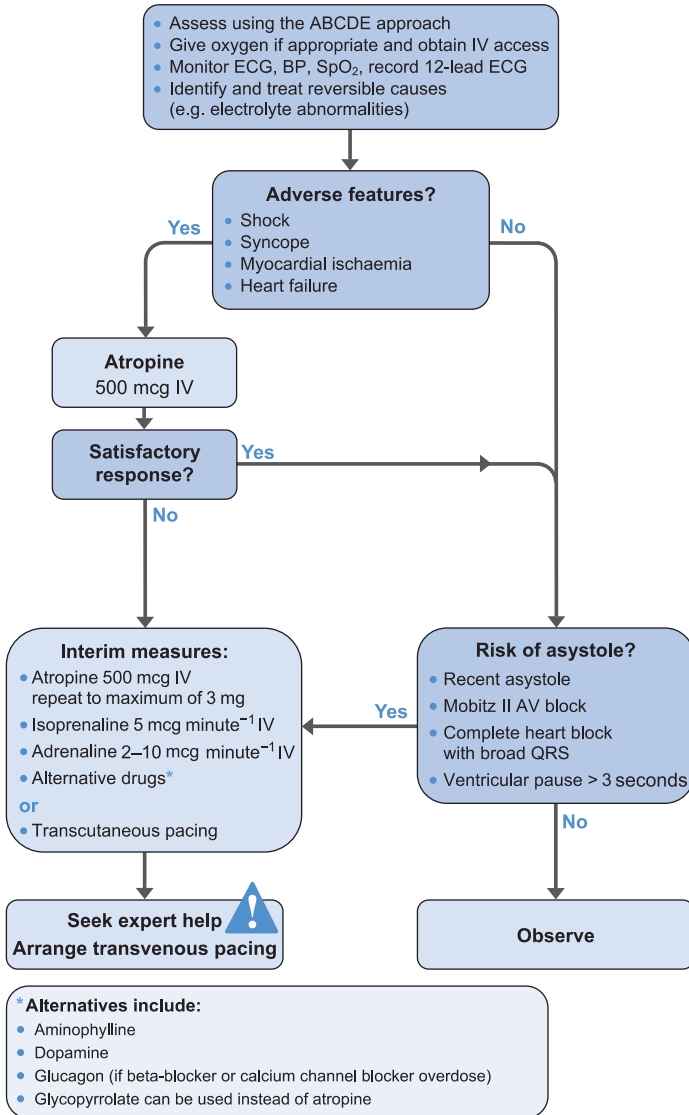 • Assess using the ABCDE approach
• Give oxygen if appropriate and obtain IV access
• Monitor ECG, BP, SpO₂, record 12-lead ECG
• Identify and treat reversible causes
(e.g. electrolyte abnormalities)
Adverse features?
• Shock
• Syncope
• Myocardial ischaemia
• Heart failure
Yes
No
Atropine
500 mcg IV
Satisfactory
response?
Yes
No
Interim measures:
• Atropine 500 mcg IV
repeat to maximum of 3 mg
• Isoprenaline 5 mcg minute⁻¹ IV
• Adrenaline 2–10 mcg minute⁻¹ IV
• Alternative drugs*
or
• Transcutaneous pacing
Risk of asystole?
• Recent asystole
• Mobitz II AV block
• Complete heart block
with broad QRS
• Ventricular pause > 3 seconds
Yes
No
!
Seek expert help
Arrange transvenous pacing
Observe
* Alternatives include:
• Aminophylline
• Dopamine
• Glucagon (if beta-blocker or calcium channel blocker overdose)
• Glycopyrrolate can be used instead of atropine